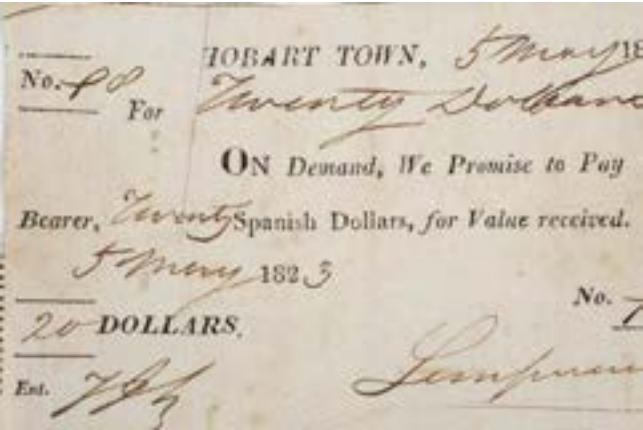 HOBART TOWN, 5 May 18
No. 88
For Twenty Dollars
ON Demand, We Promise to Pay
Bearer, Twenty Spanish Dollars, for Value received.
5 May 1823
No.
20 DOLLARS.
Ent.